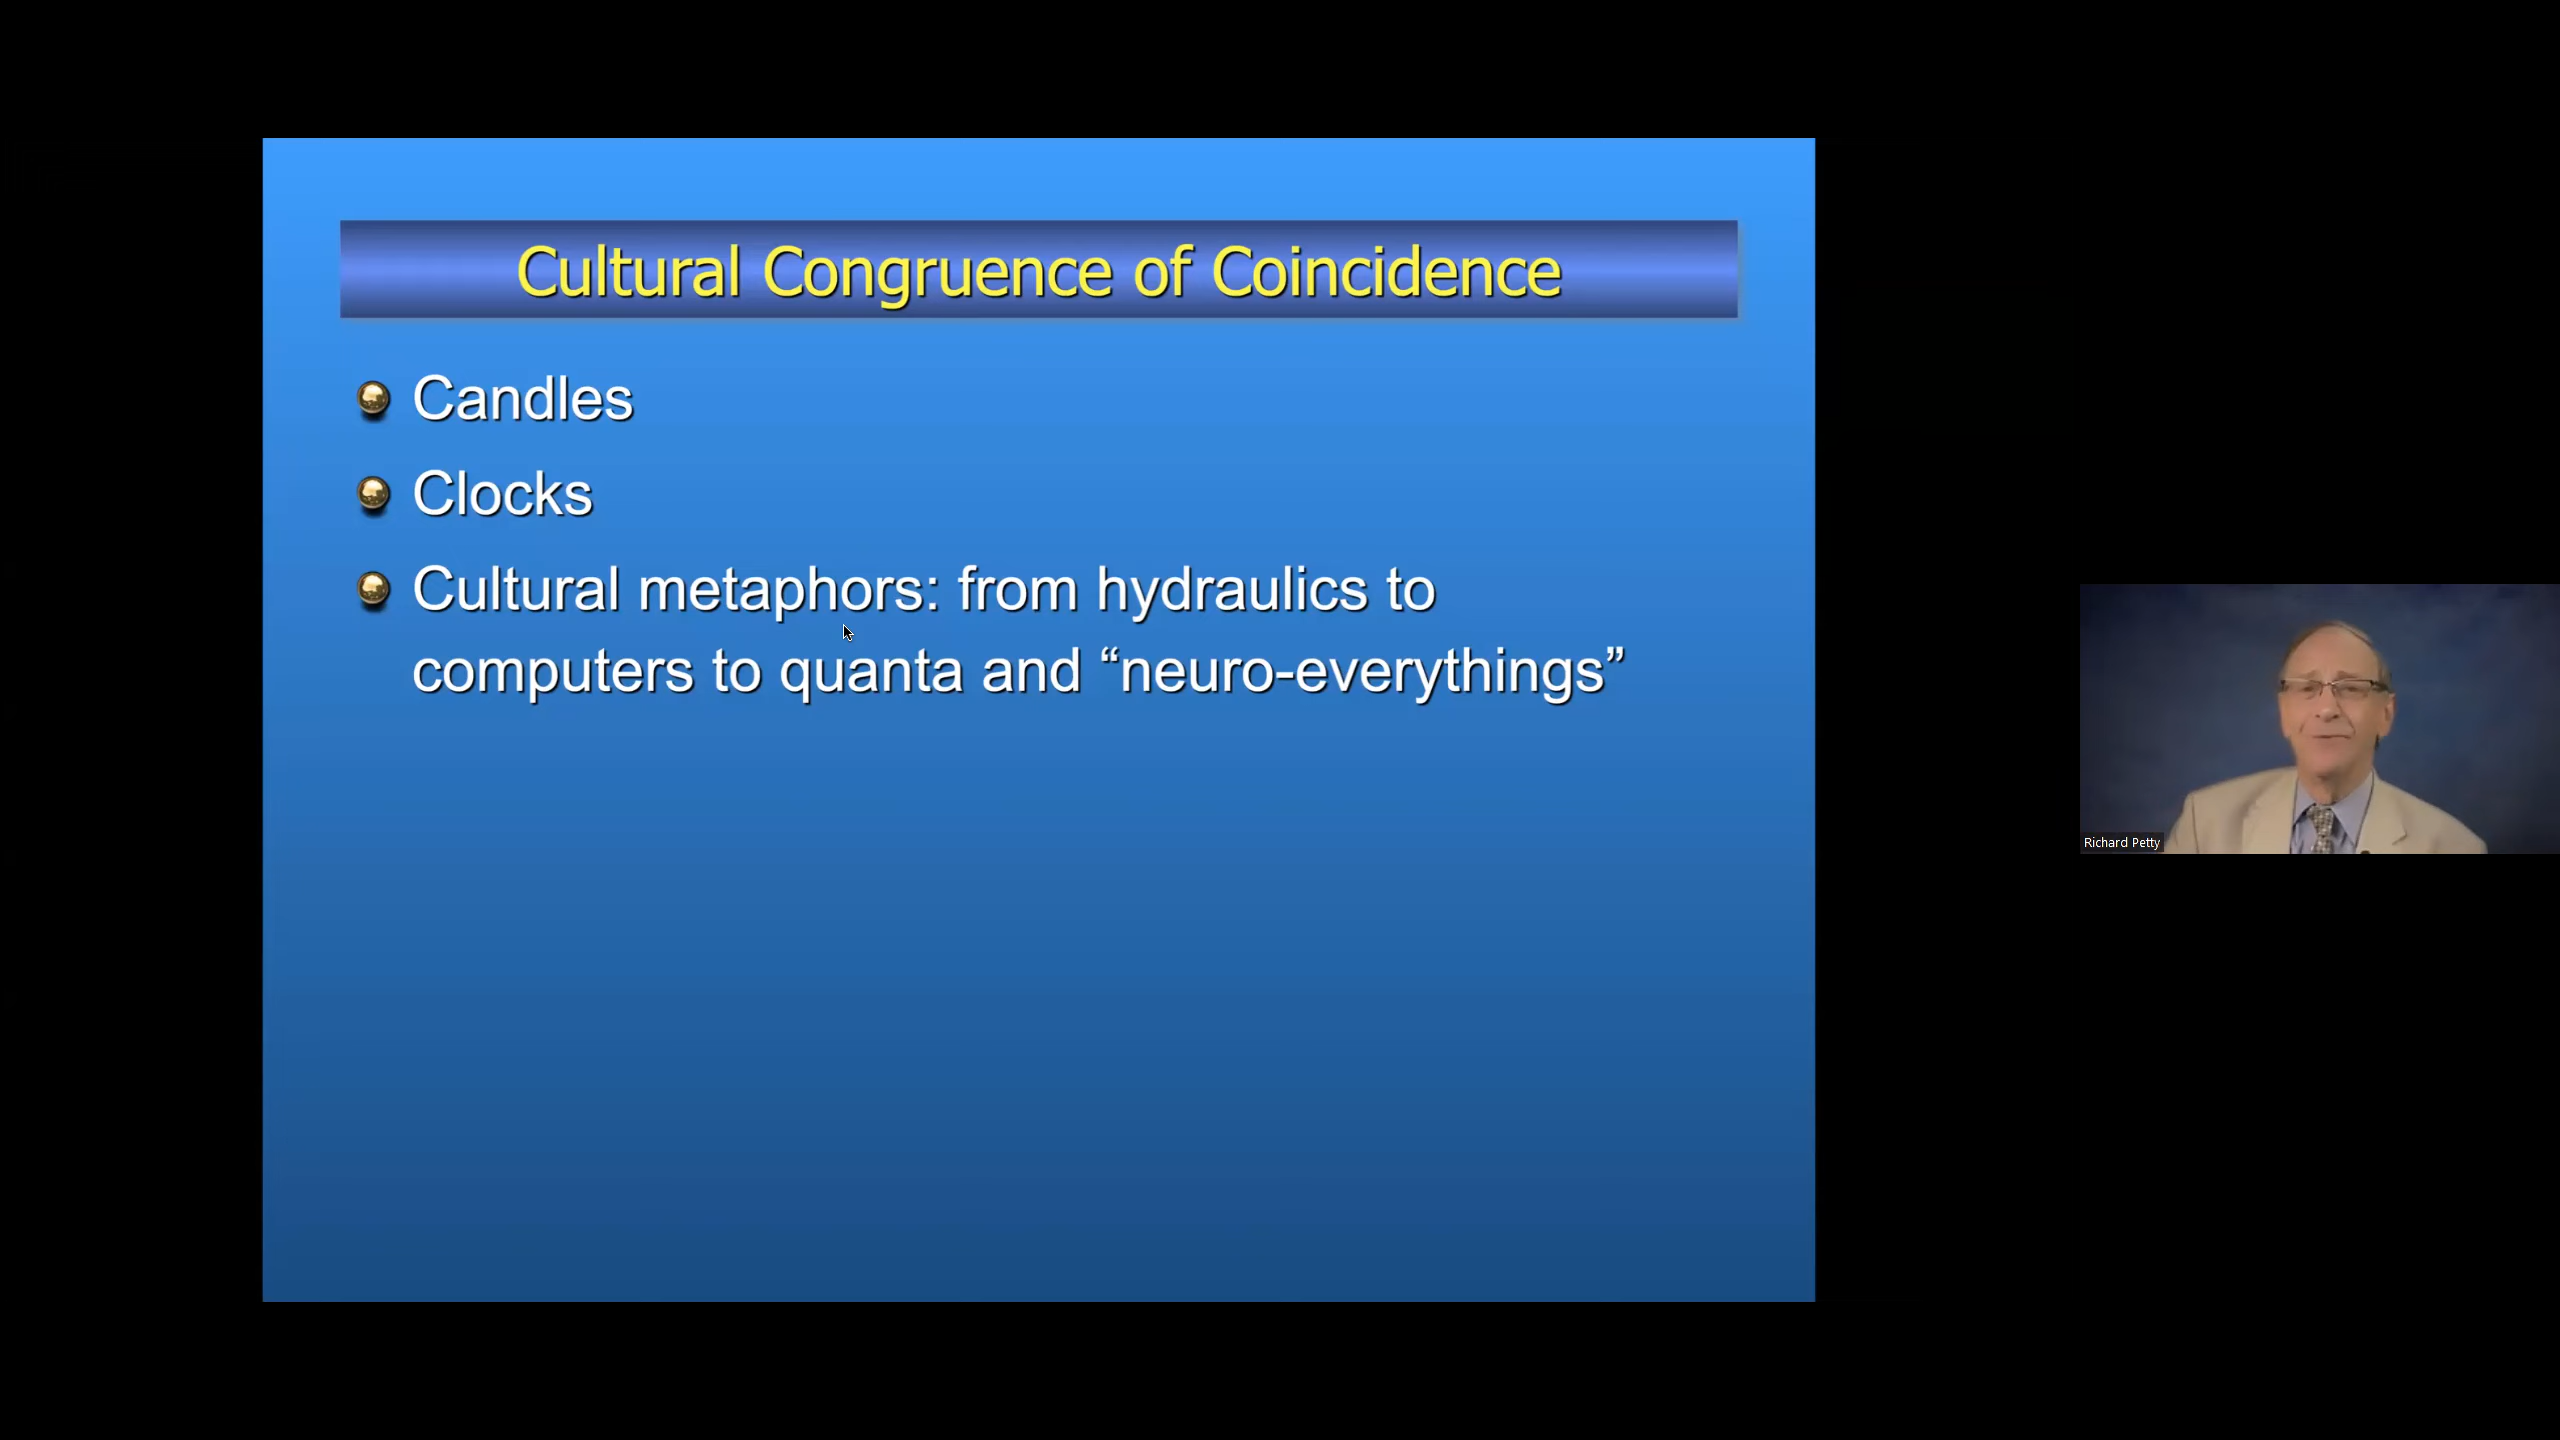 Cultural Congruence of Coincidence
Candles
Clocks
Cultural metaphors: from hydraulics to
computers to quanta and “neuro-everythings”
Richard Petty